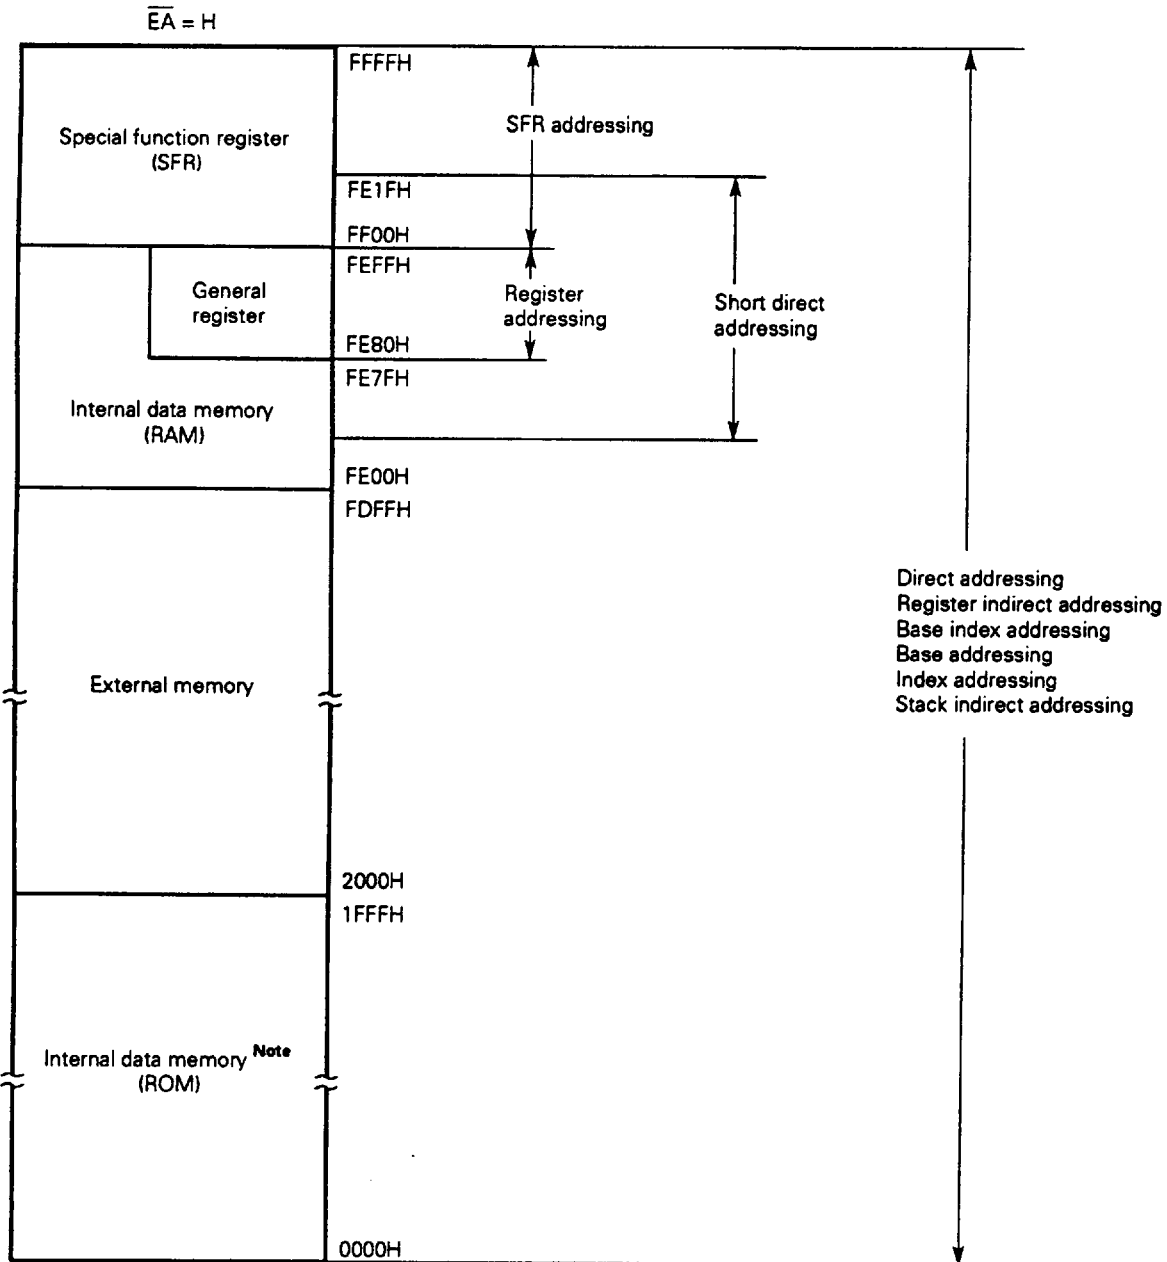 EA = H
FFFFH
Special function register
(SFR)
SFR addressing
FE1FH
FF00H
FEFFH
General
register
Register
addressing
Short direct
addressing
FE80H
FE7FH
Internal data memory
(RAM)
FE00H
FDFFH
Direct addressing
Register indirect addressing
Base index addressing
Base addressing
Index addressing
Stack indirect addressing
External memory
2000H
1FFFH
Internal data memory Note
(ROM)
0000H